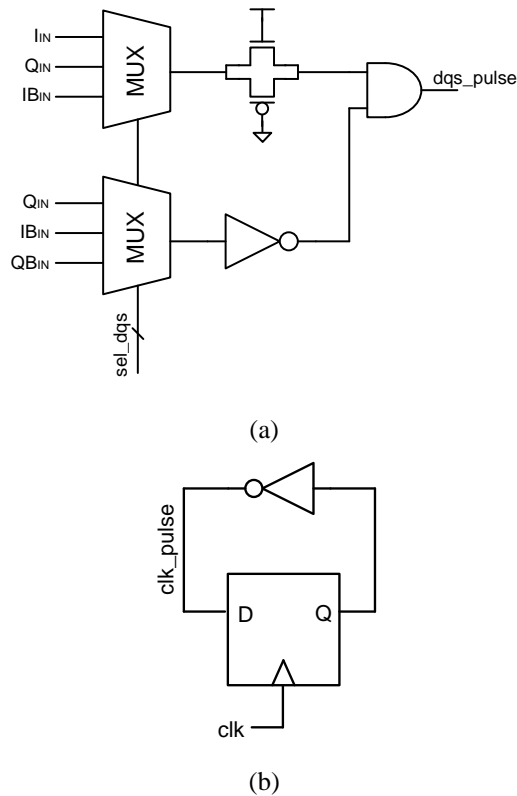 IIN
QIN
IBIN
MUX
dqs_pulse
QIN
IBIN
QBIN
MUX
sel_dqs
(a)
clk_pulse
D Q
clk
(b)